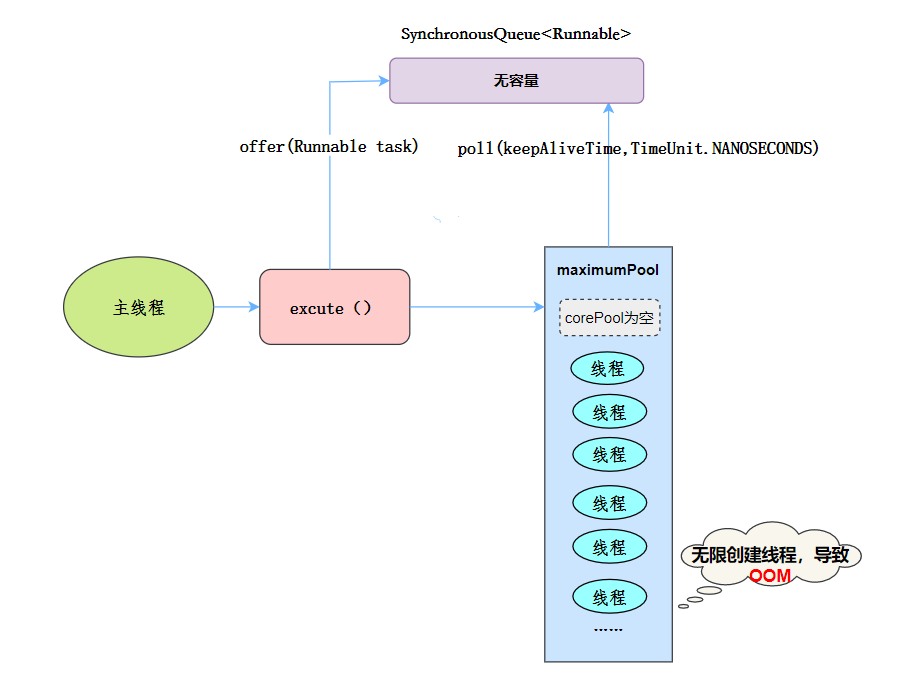 SynchronousQueue<Runnable>
无容量
offer(Runnable task)
poll(keepAliveTime,TimeUnit.NANOSECONDS)
主线程
excute（）
maximumPool
corePool为空
线程
线程
线程
线程
线程
线程
······
无限创建线程，导致
OOM